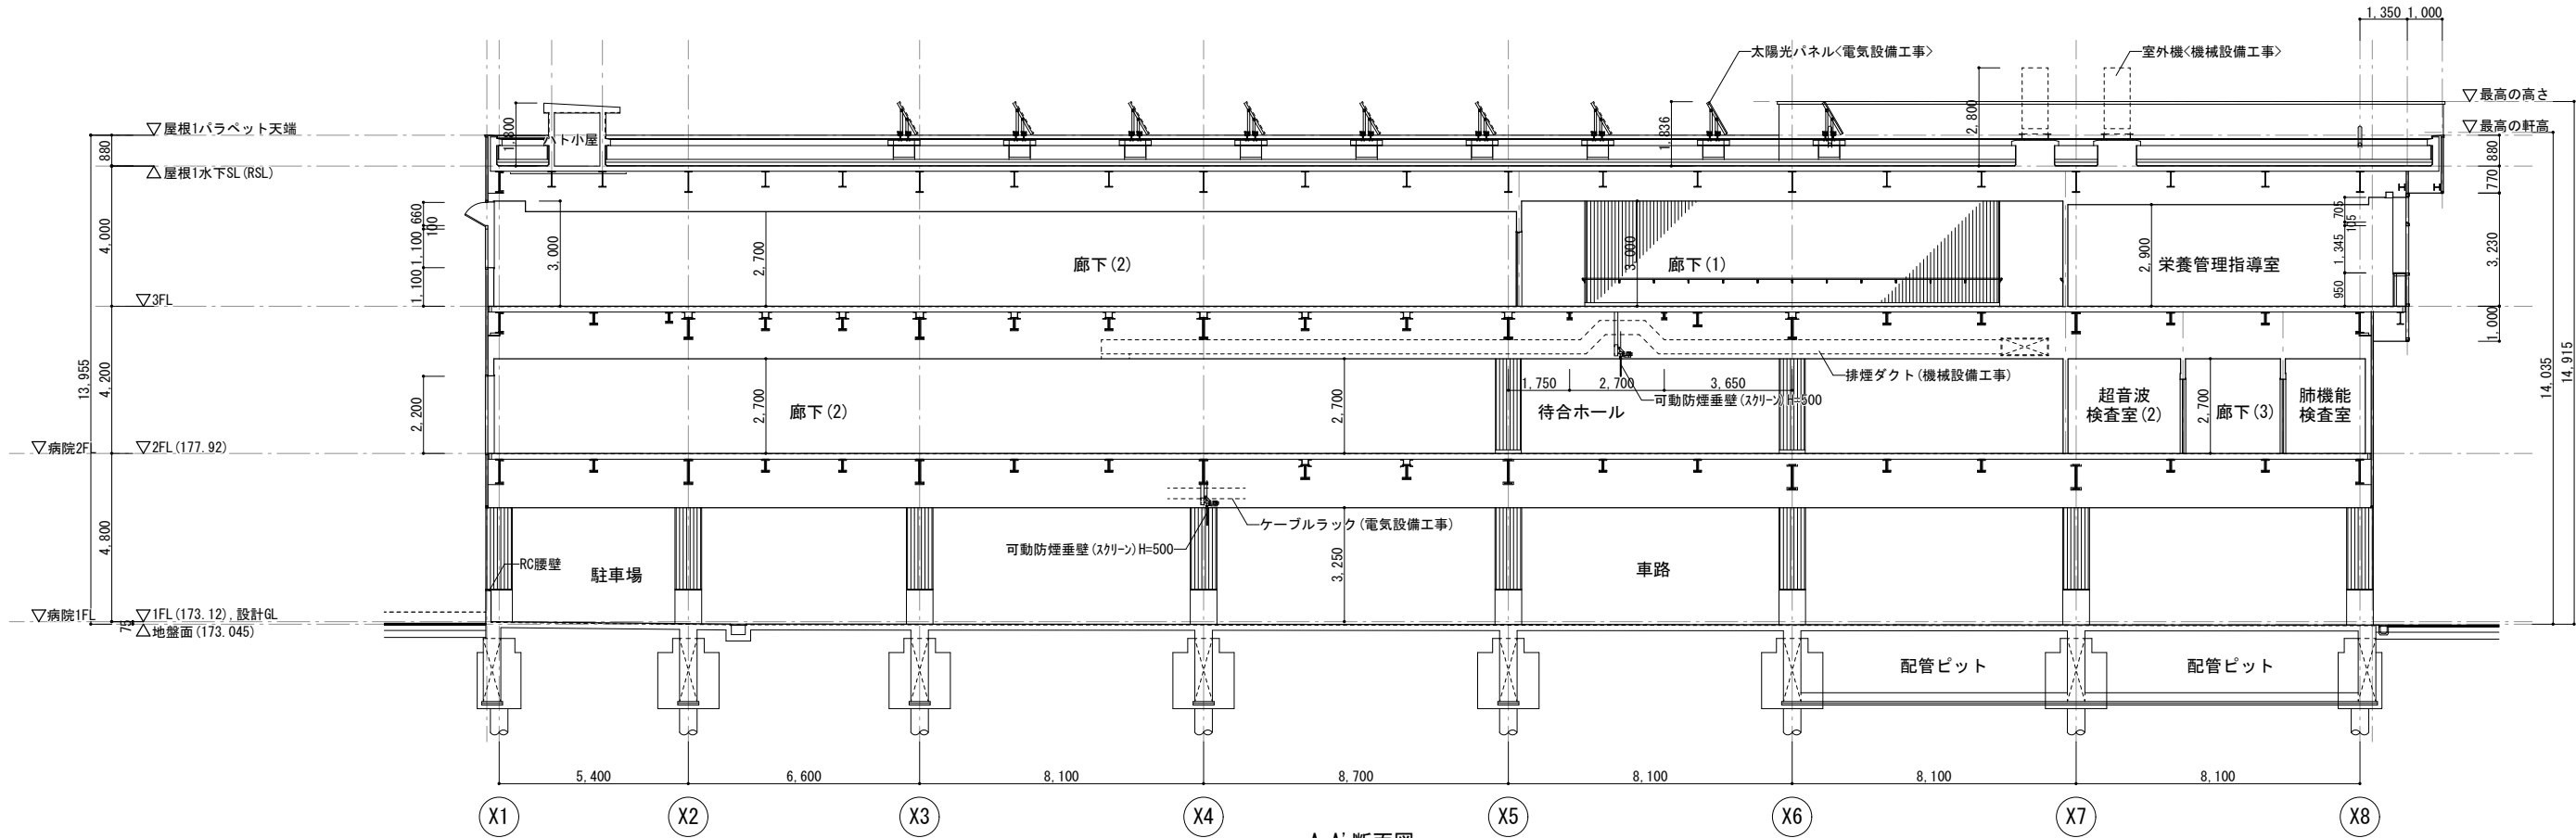 1,350
1,000
太陽光パネル<電気設備工事>
室外機<機械設備工事>
▽最高の高さ
▽屋根1パラペット天端
1,800
ハト小屋
1,836
2,800
▽最高の軒高
880
880
△屋根1水下SL(RSL)
770
4,000
660
100
1,100
1,100
3,000
2,700
廊下(2)
3,000
廊下(1)
2,900
栄養管理指導室
705
105
1,345
950
3,230
▽3FL
1,000
13,955
4,200
14,035
14,915
2,200
2,700
廊下(2)
2,700
1,750
2,700
3,650
排煙ダクト(機械設備工事)
可動防煙垂壁(スクリーン)H=500
待合ホール
超音波
検査室(2)
2,700
廊下(3)
肺機能
検査室
▽病院2FL
▽2FL(177.92)
4,800
ケーブルラック(電気設備工事)
可動防煙垂壁(スクリーン)H=500
RC腰壁
駐車場
3,250
車路
▽病院1FL
▽1FL(173.12),設計GL
75
△地盤面(173.045)
配管ピット
配管ピット
5,400
6,600
8,100
8,700
8,100
8,100
8,100
X1
X2
X3
X4
X5
X6
X7
X8